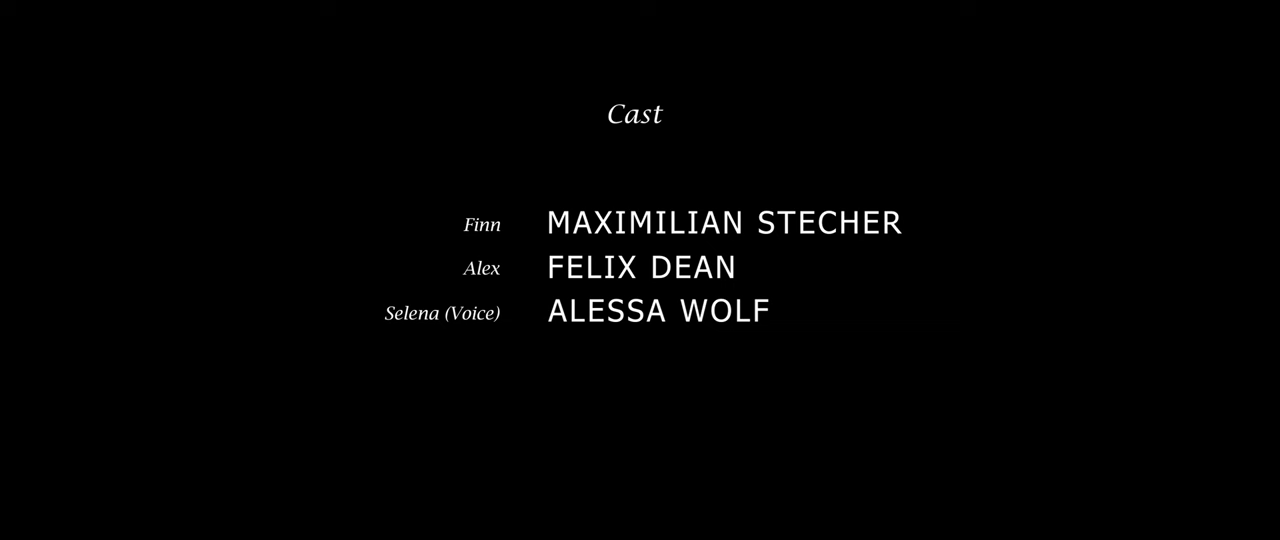 Cast
Finn MAXIMILIAN STECHER
Alex FELIX DEAN
Selena (Voice) ALESSA WOLF